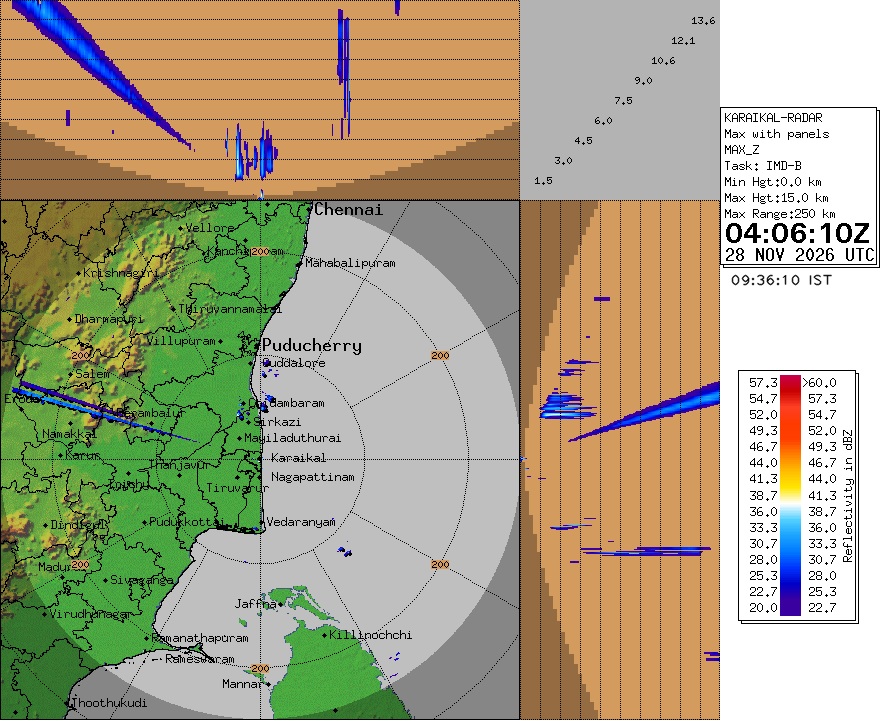 13.6
12.1
10.6
9.0
7.5
6.0
4.5
3.0
1.5
KARAIKAL-RADAR
Max with panels
MAX_Z
Task: IMD-B
Min Hgt:0.0 km
Max Hgt:15.0 km
Max Range:250 km
04:06:10Z
28 NOV 2026 UTC
09:36:10 IST
Chennai
Vellore
200
Mahabalipuram
Krishnagiri
Thiruvannamalai
Dharmapuri
Villupuram
Puducherry
200
200
Cuddalore
Salem
Perambalur
Chidambaram
Sirkazi
Namakkal
Mayiladuthurai
Karur
Karaikal
Thanjavur
Nagapattinam
Tiruvarur
Dindigul
Pudukkottai
Vedaranyam
200
200
Madurai
Sivaganga
Jaffna
Virudhunagar
Killinochchi
Ramanathapuram
Rameswaram
200
Mannar
Thoothukudi
57.3 >60.0
54.7 57.3
52.0 54.7
49.3 52.0
46.7 49.3
44.0 46.7
41.3 44.0
38.7 41.3
36.0 38.7
33.3 36.0
30.7 33.3
28.0 30.7
25.3 28.0
22.7 25.3
20.0 22.7
Reflectivity in dBZ